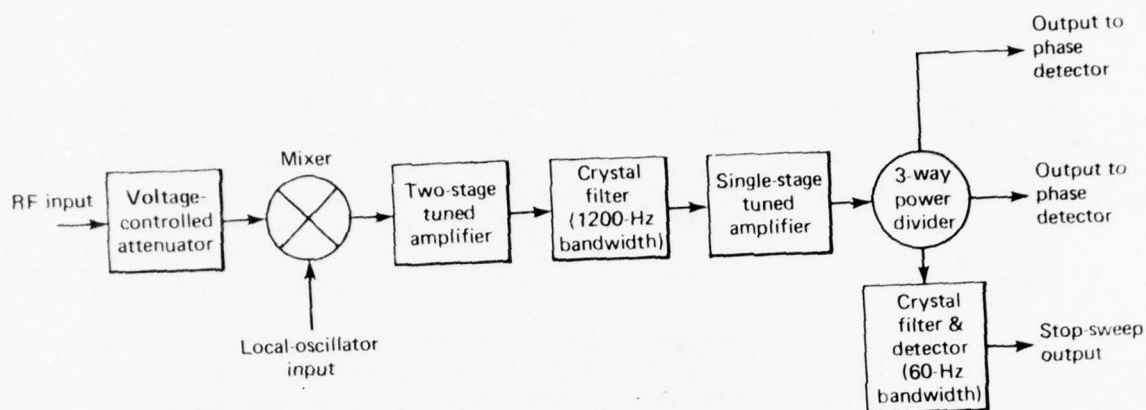 Output to
phase
detector
Mixer
RF input
Voltage-
controlled
attenuator
Two-stage
tuned
amplifier
Crystal
filter
(1200-Hz
bandwidth)
Single-stage
tuned
amplifier
3-way
power
divider
Output to
phase
detector
Local-oscillator
input
Crystal
filter &
detector
(60-Hz
bandwidth)
Stop-sweep
output